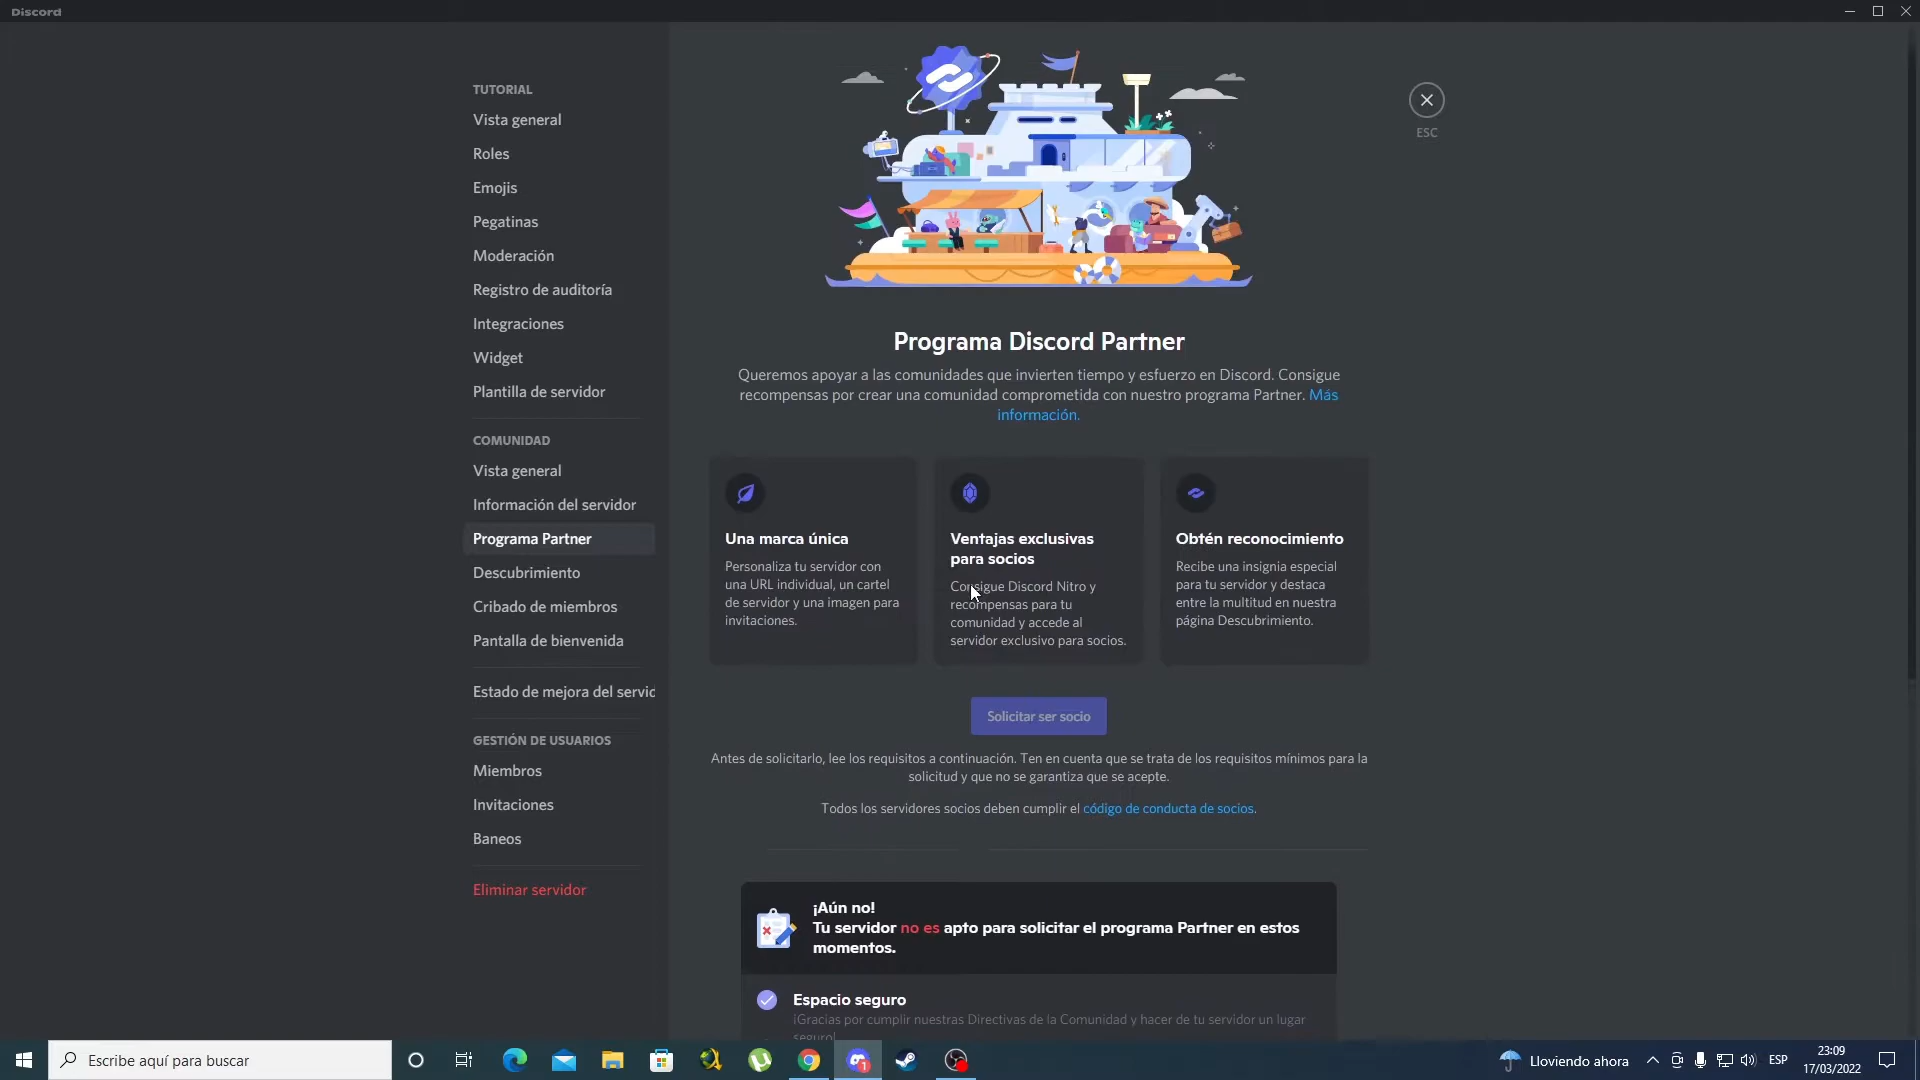 Discord
TUTORIAL
Vista general
Roles
Emojis
Pegatinas
Moderación
Registro de auditoría
Integraciones
Widget
Plantilla de servidor
COMUNIDAD
Vista general
Información del servidor
Programa Partner
Descubrimiento
Cribado de miembros
Pantalla de bienvenida
Estado de mejora del servid
GESTIÓN DE USUARIOS
Miembros
Invitaciones
Baneos
Eliminar servidor
ESC
Programa Discord Partner
Queremos apoyar a las comunidades que invierten tiempo y esfuerzo en Discord. Consigue
recompensas por crear una comunidad comprometida con nuestro programa Partner. Más
información.
Una marca única
Personaliza tu servidor con
una URL individual, un cartel
de servidor y una imagen para
invitaciones.
Ventajas exclusivas
para socios
Consigue Discord Nitro y
recompensas para tu
comunidad y accede al
servidor exclusivo para socios.
Obtén reconocimiento
Recibe una insignia especial
para tu servidor y destaca
entre la multitud en nuestra
página Descubrimiento.
Solicitar ser socio
Antes de solicitarlo, lee los requisitos a continuación. Ten en cuenta que se trata de los requisitos mínimos para la
solicitud y que no se garantiza que se acepte.
Todos los servidores socios deben cumplir el código de conducta de socios.
¡Aún no!
Tu servidor no es apto para solicitar el programa Partner en estos
momentos.
Espacio seguro
¡Gracias por cumplir nuestras Directivas de la Comunidad y hacer de tu servidor un lugar
seguro!
Escribe aquí para buscar
1
Lloviendo ahora
ESP
23:09
17/03/2022